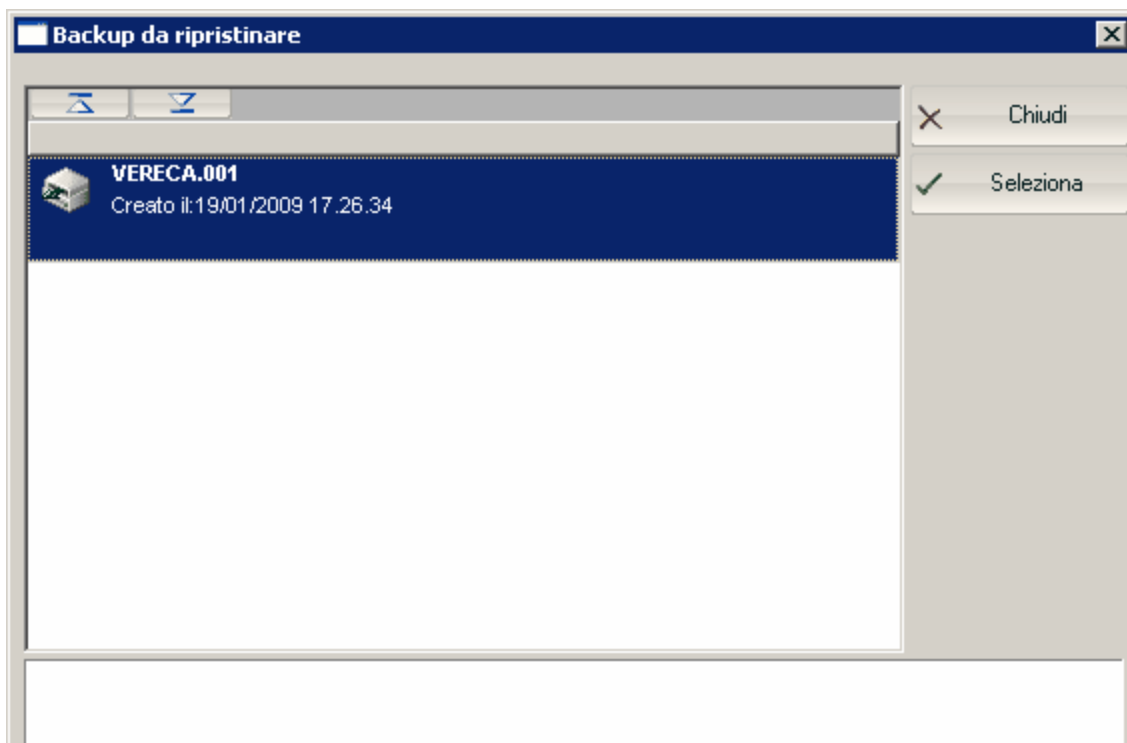 Backup da ripristinare
Chiudi
VERECA.001
Creato il:19/01/2009 17.26.34
Seleziona